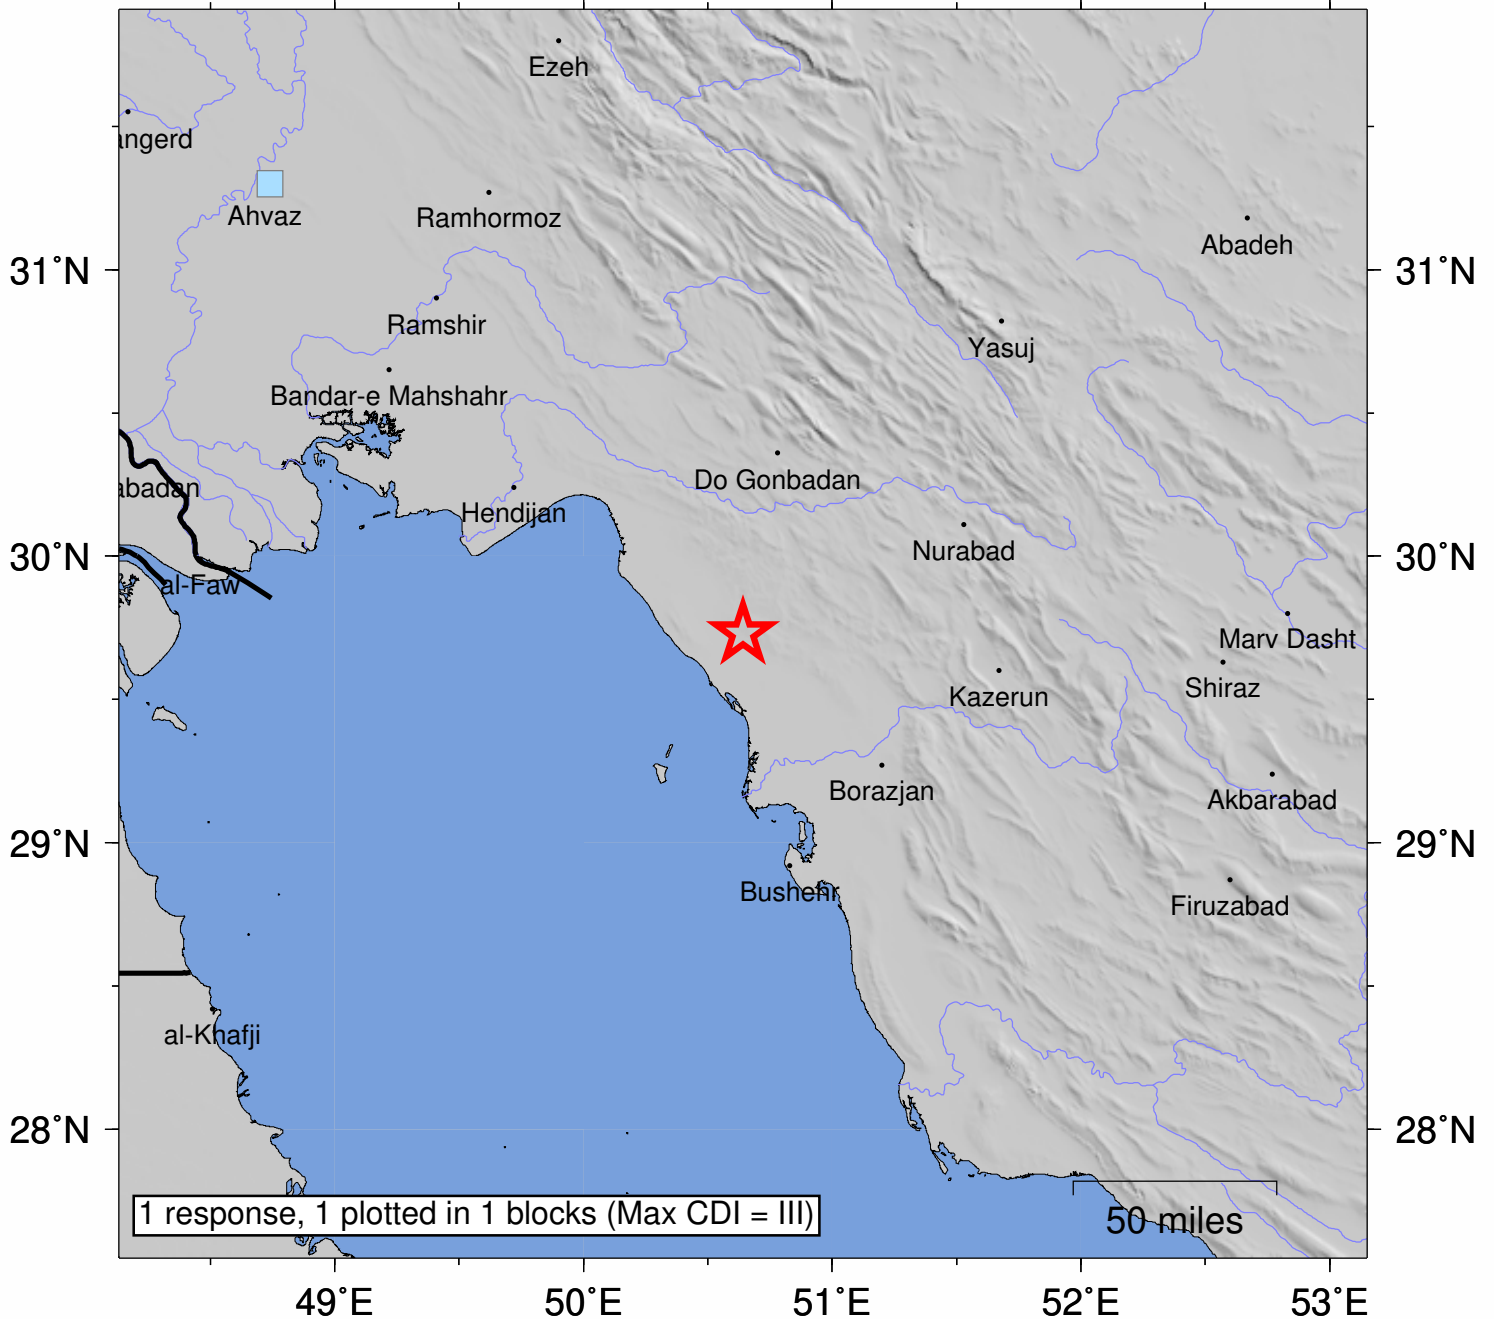 Ezeh
angerd
Ahvaz
Ramhormoz
Abadeh
31°N
31°N
Ramshir
Yasuj
Bandar-e Mahshahr
Do Gonbadan
abadan
Hendijan
Nurabad
30°N
30°N
al-Faw
Marv Dasht
Shiraz
Kazerun
Borazjan
Akbarabad
29°N
29°N
Bushehr
Firuzabad
al-Khafji
28°N
28°N
1 response, 1 plotted in 1 blocks (Max CDI = III)
50 miles
49°E
50°E
51°E
52°E
53°E